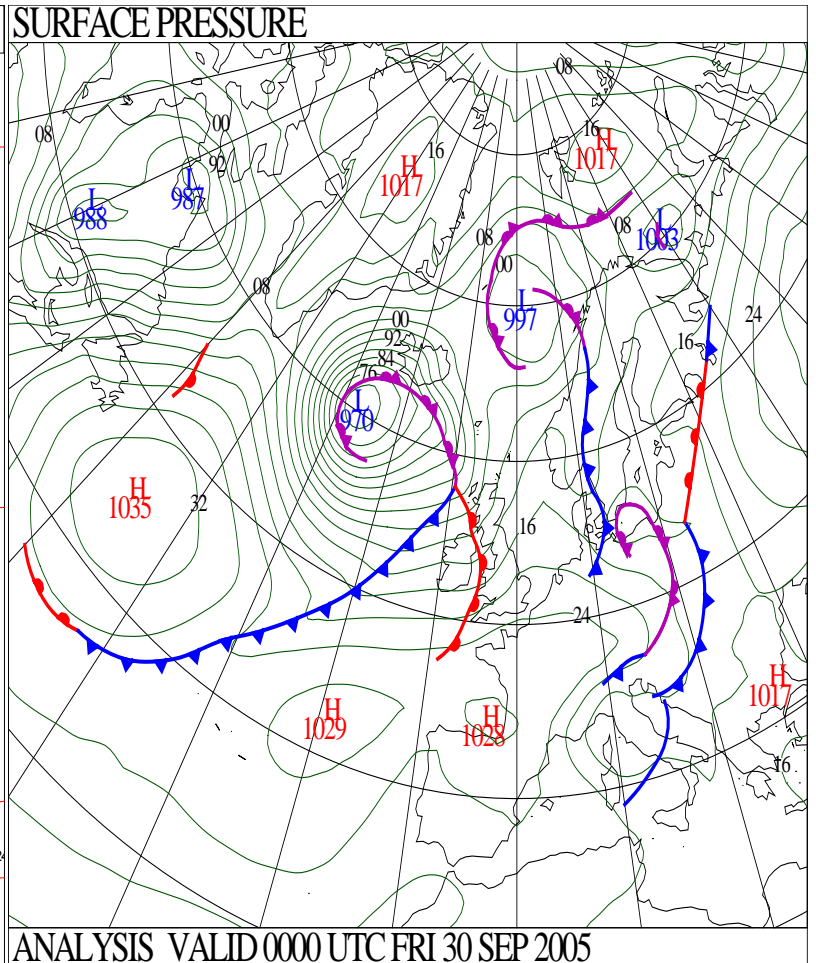 SURFACE PRESSURE
08
08
00
16
16
H
1017
H
1017
92
L
987
L
988
08
L
1003
08
00
08
L
997
24
00
92
84
76
16
L
970
H
1035
32
16
24
H
1017
H
1029
H
1028
16
ANALYSIS VALID 0000 UTC FRI 30 SEP 2005